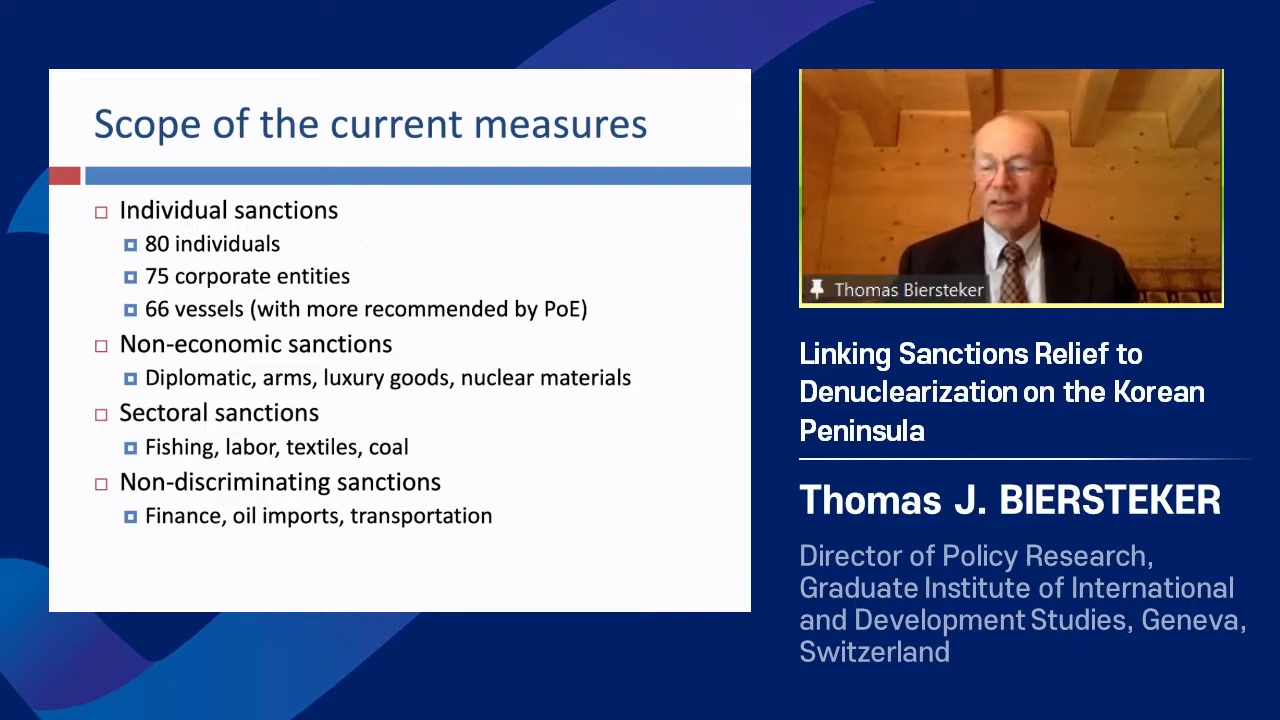 Scope of the current measures
Individual sanctions
80 individuals
75 corporate entities
66 vessels (with more recommended by PoE)
Non-economic sanctions
Diplomatic, arms, luxury goods, nuclear materials
Sectoral sanctions
Fishing, labor, textiles, coal
Non-discriminating sanctions
Finance, oil imports, transportation
Thomas Biersteker
Linking Sanctions Relief to
Denuclearization on the Korean
Peninsula
Thomas J. BIERSTEKER
Director of Policy Research,
Graduate Institute of International
and Development Studies, Geneva,
Switzerland